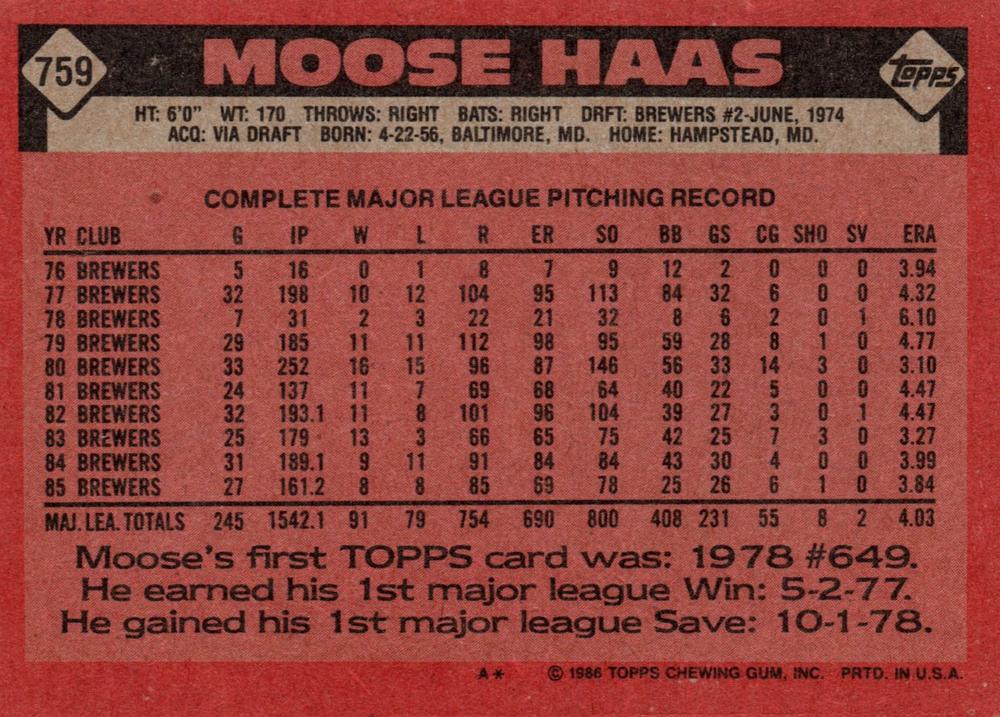 759 MOOSE HAAS TOPPS
HT: 6'0" WT: 170 THROWS: RIGHT BATS: RIGHT DRFT: BREWERS #2-JUNE, 1974
ACQ: VIA DRAFT BORN: 4-22-56, BALTIMORE, MD. HOME: HAMPSTEAD, MD.
COMPLETE MAJOR LEAGUE PITCHING RECORD
YR CLUB G IP W L R ER SO BB GS CG SHO SV ERA
76 BREWERS 5 16 0 1 8 7 9 12 2 0 0 0 3.94
77 BREWERS 32 198 10 12 104 95 113 84 32 6 0 0 4.32
78 BREWERS 7 31 2 3 22 21 32 8 6 2 0 1 6.10
79 BREWERS 29 185 11 11 112 98 95 59 28 8 1 0 4.77
80 BREWERS 33 252 16 15 96 87 146 56 33 14 3 0 3.10
81 BREWERS 24 137 11 7 69 68 64 40 22 5 0 0 4.47
82 BREWERS 32 193.1 11 8 101 96 104 39 27 3 0 1 4.47
83 BREWERS 25 179 13 3 66 65 75 42 25 7 3 0 3.27
84 BREWERS 31 189.1 9 11 91 84 84 43 30 4 0 0 3.99
85 BREWERS 27 161.2 8 8 85 69 78 25 26 6 1 0 3.84
MAJ. LEA. TOTALS 245 1542.1 91 79 754 690 800 408 231 55 8 2 4.03
Moose's first TOPPS card was: 1978 #649.
He earned his 1st major league Win: 5-2-77.
He gained his 1st major league Save: 10-1-78.
A* © 1986 TOPPS CHEWING GUM, INC. PRTD. IN U.S.A.